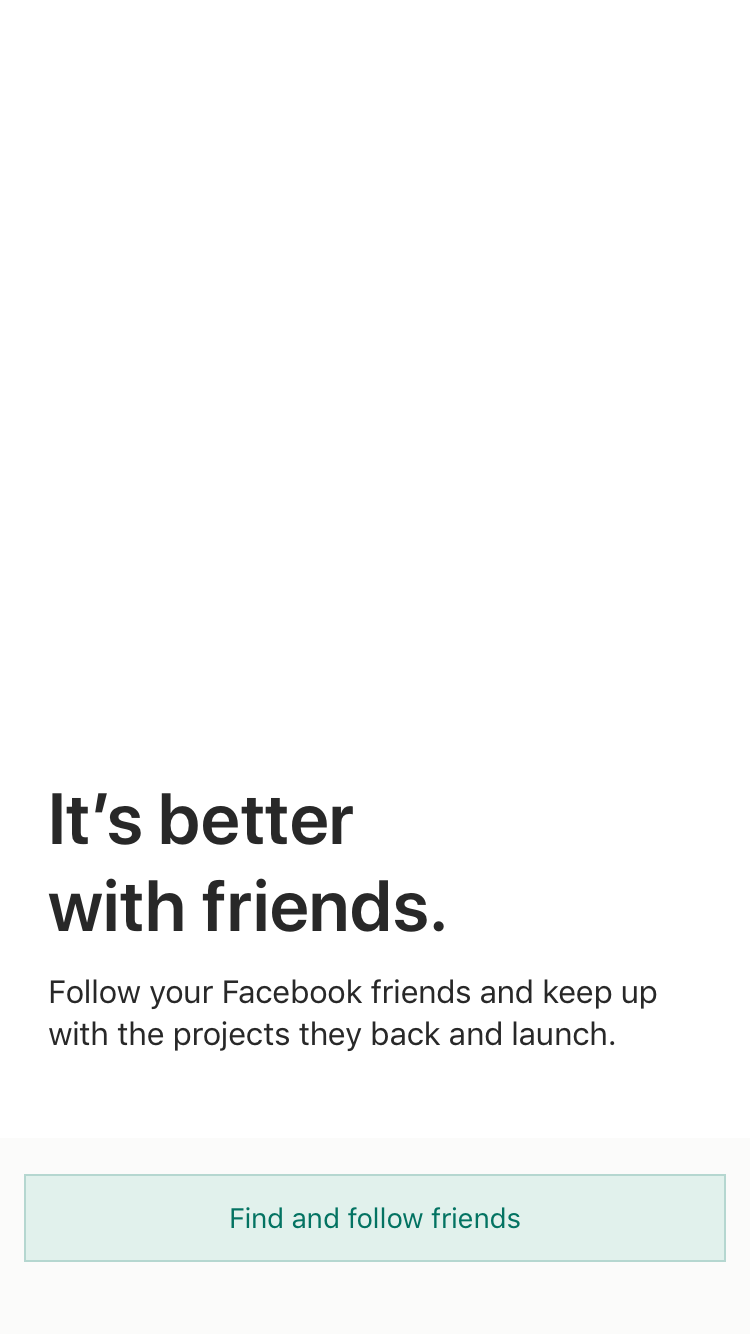 It’s better
with friends.
Follow your Facebook friends and keep up
with the projects they back and launch.
Find and follow friends